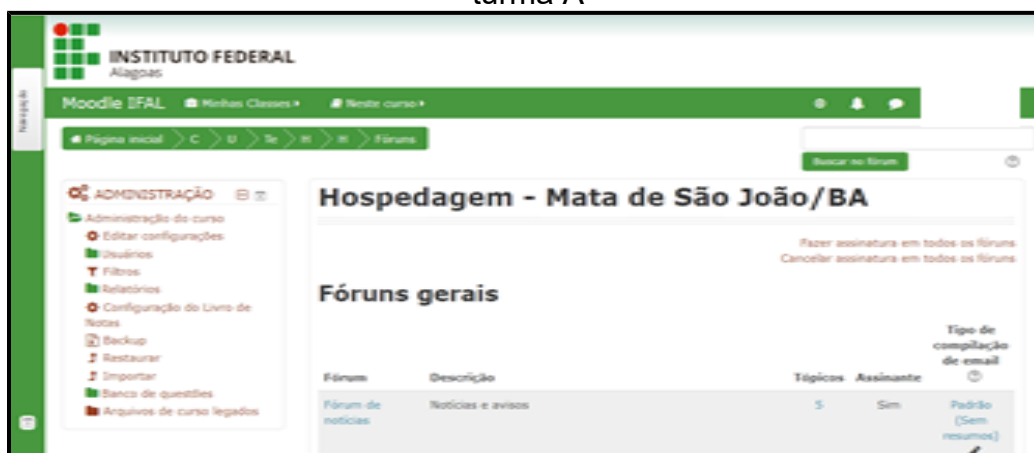 turma A
INSTITUTO FEDERAL
Alagoas
Navegação
Moodle IFAL Minhas Classes Neste curso
Página inicial C U Te H H Fóruns
Buscar no fórum
ADMINISTRAÇÃO
Administração do curso
Editar configurações
Usuários
Filtros
Relatórios
Configuração do Livro de
Notas
Backup
Restaurar
Importar
Banco de questões
Arquivos de curso legados
Hospedagem - Mata de São João/BA
Fazer assinatura em todos os fóruns
Cancelar assinatura em todos os fóruns
Fóruns gerais
Fórum Descrição Tópicos Assinante
Tipo de
compilação
de email
Fórum de
notícias
Notícias e avisos
5
Sim
Padrão
(Sem
resumos)